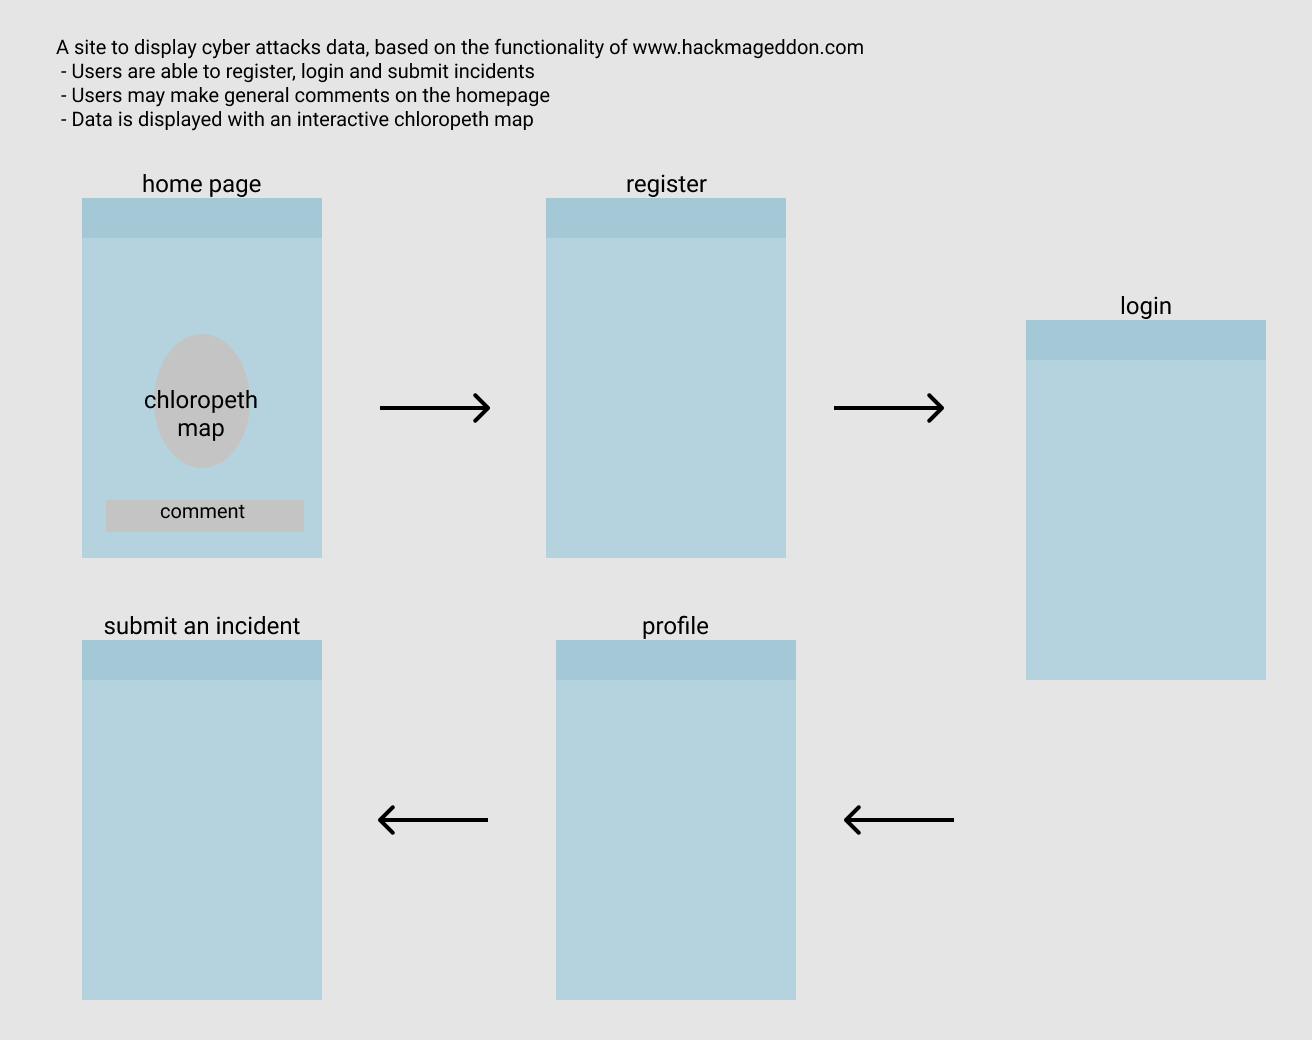 A site to display cyber attacks data, based on the functionality of www.hackmageddon.com
- Users are able to register, login and submit incidents
- Users may make general comments on the homepage
- Data is displayed with an interactive chloropeth map
home page
register
login
chloropeth
map
comment
submit an incident
profile